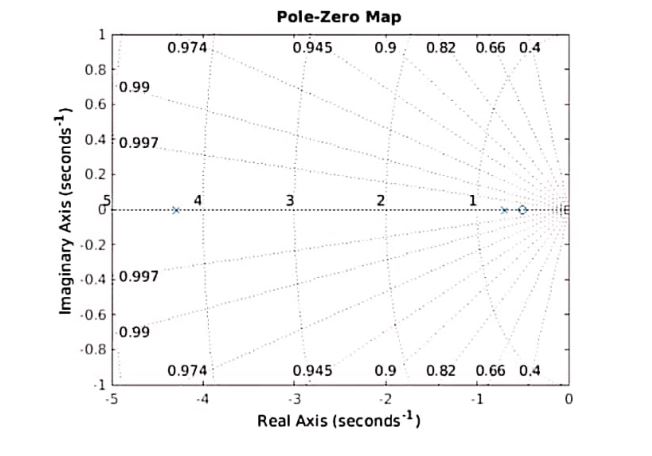 Pole-Zero Map
1
0.974 0.945 0.9 0.82 0.66 0.4
0.8
0.99
0.6
0.4
0.997
0.2
5 4 3 2 1
0
-0.2
0.997
-0.4
-0.6
0.99
-0.8
0.974 0.945 0.9 0.82 0.66 0.4
-1
-5 -4 -3 -2 -1 0
Real Axis (seconds⁻¹)
Imaginary Axis (seconds⁻¹)